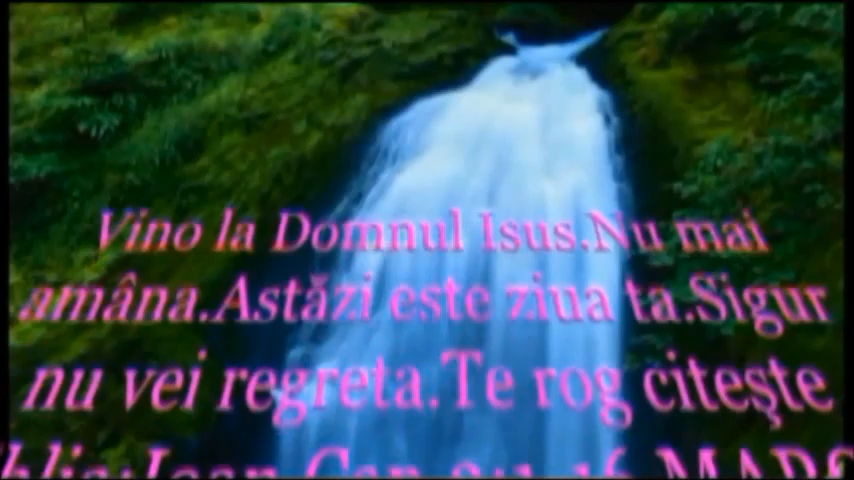 Vino la Domnul Isus.Nu mai
amâna.Astăzi este ziua ta.Sigur
nu vei regreta.Te rog citeşte